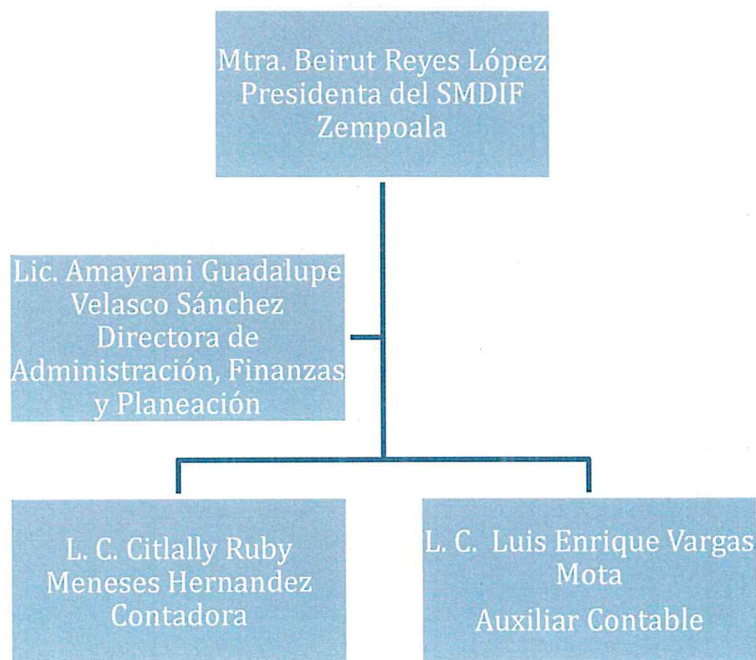 Mtra. Beirut Reyes López
Presidenta del SMDIF
Zempoala
Lic. Amayrani Guadalupe
Velasco Sánchez
Directora de
Administración, Finanzas
y Planeación
L. C. Citlally Ruby
Meneses Hernandez
Contadora
L. C. Luis Enrique Vargas
Mota
Auxiliar Contable